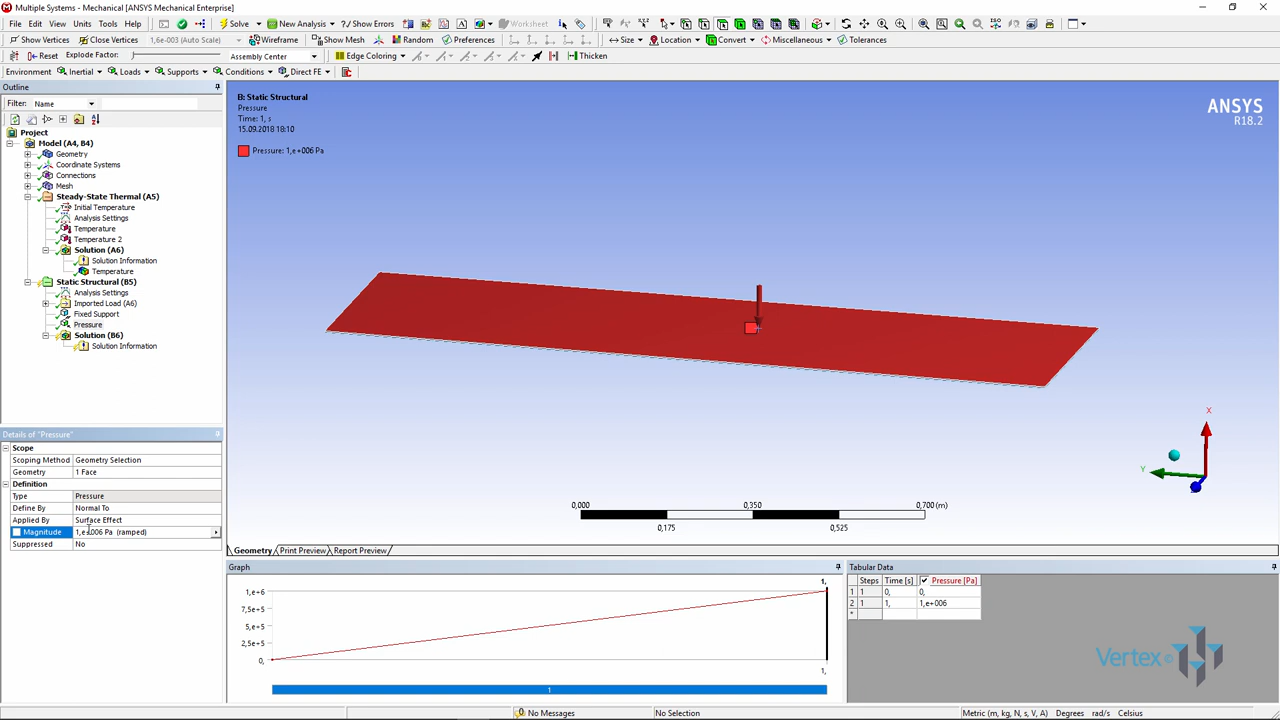 Multiple Systems - Mechanical [ANSYS Mechanical Enterprise]
File Edit View Units Tools Help Solve New Analysis Show Errors Worksheet
Show Vertices Close Vertices 1,6e-003 (Auto Scale) Wireframe Show Mesh Random Preferences Size Location Convert Miscellaneous Tolerances
Reset Explode Factor: Assembly Center Edge Coloring Thicken
Environment Inertial Loads Supports Conditions Direct FE
Outline
Filter: Name
Project
Model (A4, B4)
Geometry
Coordinate Systems
Connections
Mesh
Steady-State Thermal (A5)
Initial Temperature
Analysis Settings
Temperature
Temperature 2
Solution (A6)
Solution Information
Temperature
Static Structural (B5)
Analysis Settings
Imported Load (A6)
Fixed Support
Pressure
Solution (B6)
Solution Information
B: Static Structural
Pressure
Time: 1, s
15.09.2018 18:10
Pressure: 1,e+006 Pa
ANSYS
R18.2
X
Y
0,000 0,350 0,700 (m)
0,175 0,525
Geometry Print Preview Report Preview
Details of "Pressure"
Scope
Scoping Method Geometry Selection
Geometry 1 Face
Definition
Type Pressure
Define By Normal To
Applied By Surface Effect
Magnitude 1,e+006 Pa (ramped)
Suppressed No
Graph
1,
1,e+6
7,5e+5
5,e+5
2,5e+5
0,
1,
1
Tabular Data
Steps Time [s] Pressure [Pa]
1 1 0, 0,
2 1 1, 1,e+006
*
Vertex ©
No Messages No Selection Metric (m, kg, N, s, V, A) Degrees rad/s Celsius